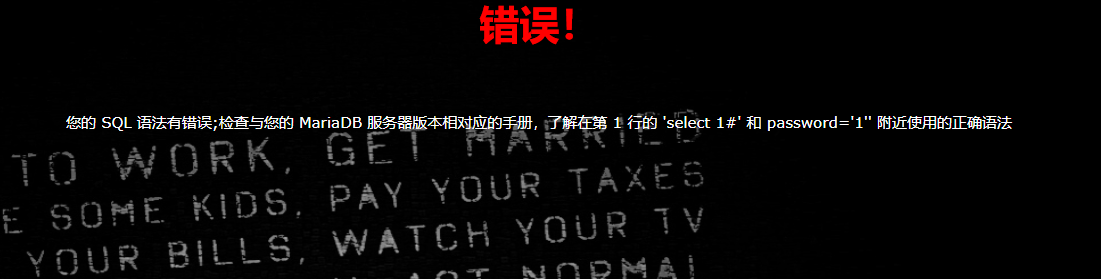 错误!
您的 SQL 语法有错误;检查与您的 MariaDB 服务器版本相对应的手册，了解在第 1 行的 'select 1#' 和 password='1'' 附近使用的正确语法
TO WORK, GET MARRIED
E SOME KIDS, PAY YOUR TAXES
YOUR BILLS, WATCH YOUR TV
ACT NORMAL